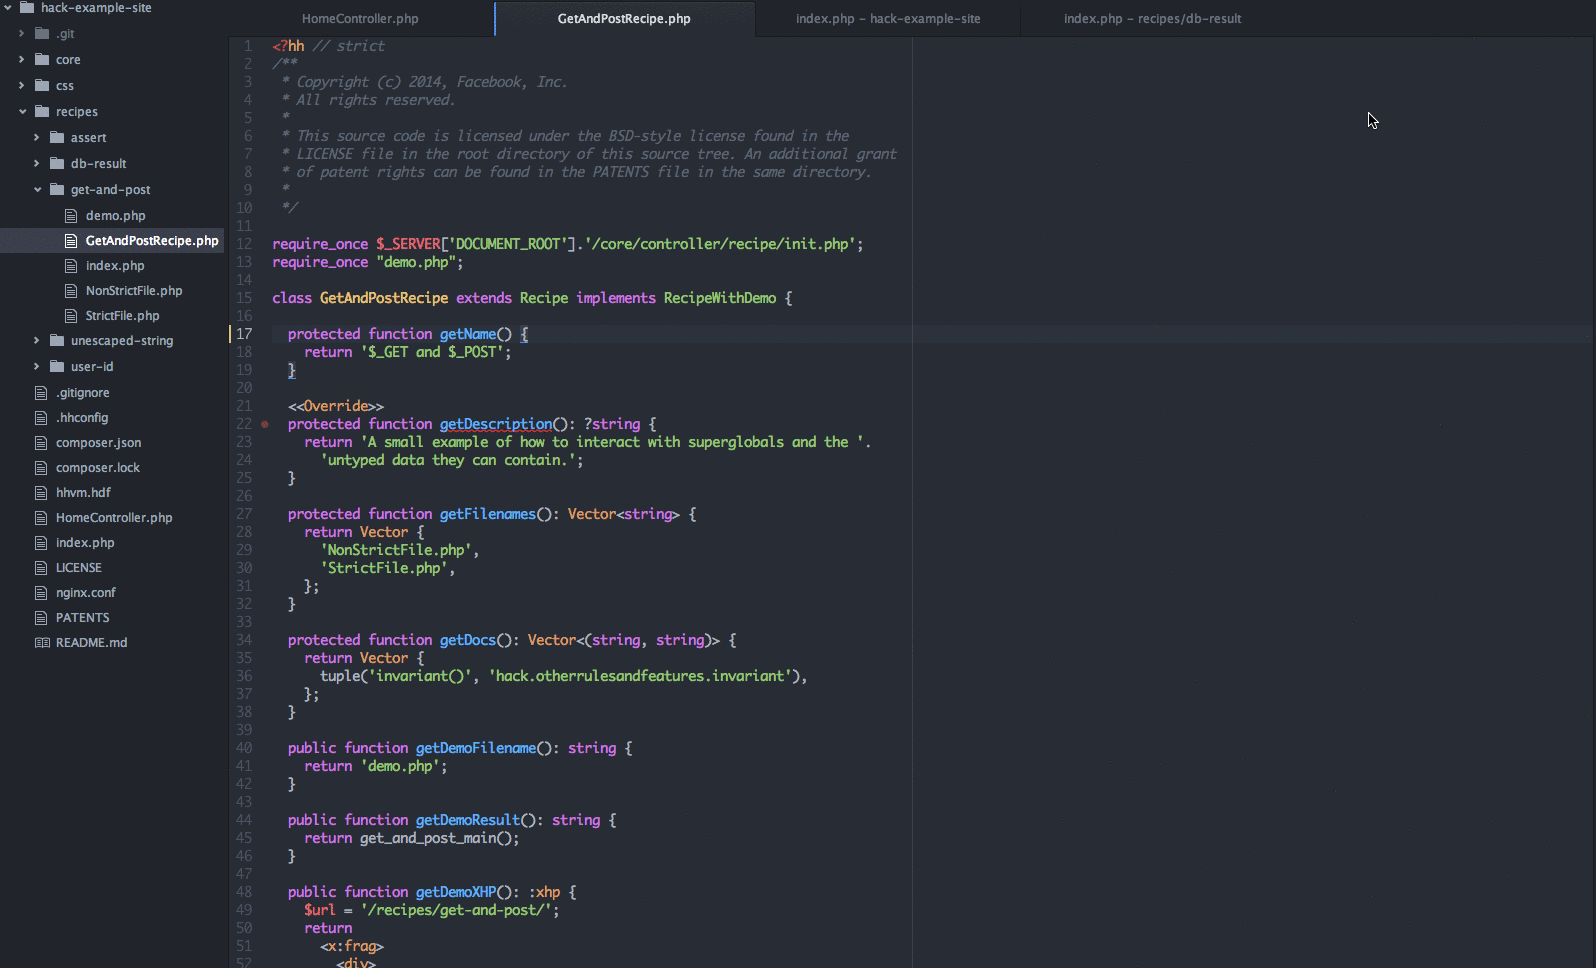 hack-example-site
.git
core
css
recipes
assert
db-result
get-and-post
demo.php
GetAndPostRecipe.php
index.php
NonStrictFile.php
StrictFile.php
unescaped-string
user-id
.gitignore
.hhconfig
composer.json
composer.lock
hhvm.hdf
HomeController.php
index.php
LICENSE
nginx.conf
PATENTS
README.md
HomeController.php
GetAndPostRecipe.php
index.php - hack-example-site
index.php - recipes/db-result
1 <?hh // strict
2 /**
3  * Copyright (c) 2014, Facebook, Inc.
4  * All rights reserved.
5  *
6  * This source code is licensed under the BSD-style license found in the
7  * LICENSE file in the root directory of this source tree. An additional grant
8  * of patent rights can be found in the PATENTS file in the same directory.
9  *
10  */
11
12 require_once $_SERVER['DOCUMENT_ROOT'].'/core/controller/recipe/init.php';
13 require_once "demo.php";
14
15 class GetAndPostRecipe extends Recipe implements RecipeWithDemo {
16
17   protected function getName() {
18     return '$_GET and $_POST';
19   }
20
21   <<Override>>
22   protected function getDescription(): ?string {
23     return 'A small example of how to interact with superglobals and the '.
24       'untyped data they can contain.';
25   }
26
27   protected function getFilenames(): Vector<string> {
28     return Vector {
29       'NonStrictFile.php',
30       'StrictFile.php',
31     };
32   }
33
34   protected function getDocs(): Vector<(string, string)> {
35     return Vector {
36       tuple('invariant()', 'hack.otherrulesandfeatures.invariant'),
37     };
38   }
39
40   public function getDemoFilename(): string {
41     return 'demo.php';
42   }
43
44   public function getDemoResult(): string {
45     return get_and_post_main();
46   }
47
48   public function getDemoXHP(): :xhp {
49     $url = '/recipes/get-and-post/';
50     return
51       <x:frag>
52         <div>